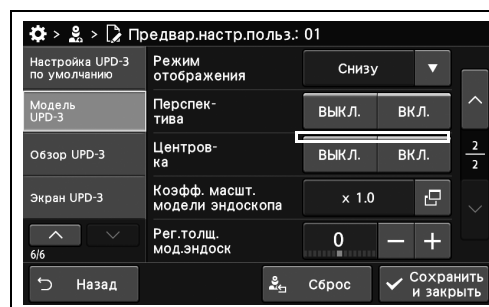 > > Предвар.настр.польз.: 01
Настройка UPD-3
по умолчанию
Режим
отображения
Снизу
Модель
UPD-3
Перспек-
тива
ВЫКЛ.
ВКЛ.
Обзор UPD-3
Центров-
ка
ВЫКЛ.
ВКЛ.
2
2
Экран UPD-3
Коэфф. масшт.
модели эндоскопа
x 1.0
6/6
Рег.толщ.
мод.эндоск
0
Назад
Сброс
Сохранить
и закрыть